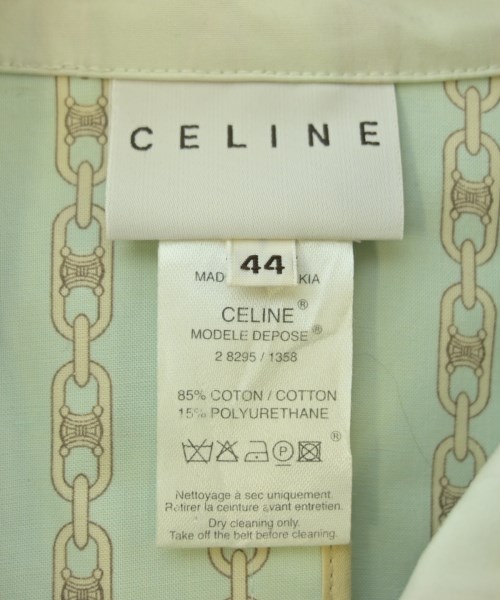 CELINE
44
MAD KIA
CELINE®
MODELE DEPOSE®
2 8295 / 1358
85% COTON / COTTON
15% POLYURETHANE
P ®
Nettoyage à sec uniquement.
Retirer la ceinture avant entretien.
Dry cleaning only.
Take off the belt before cleaning.